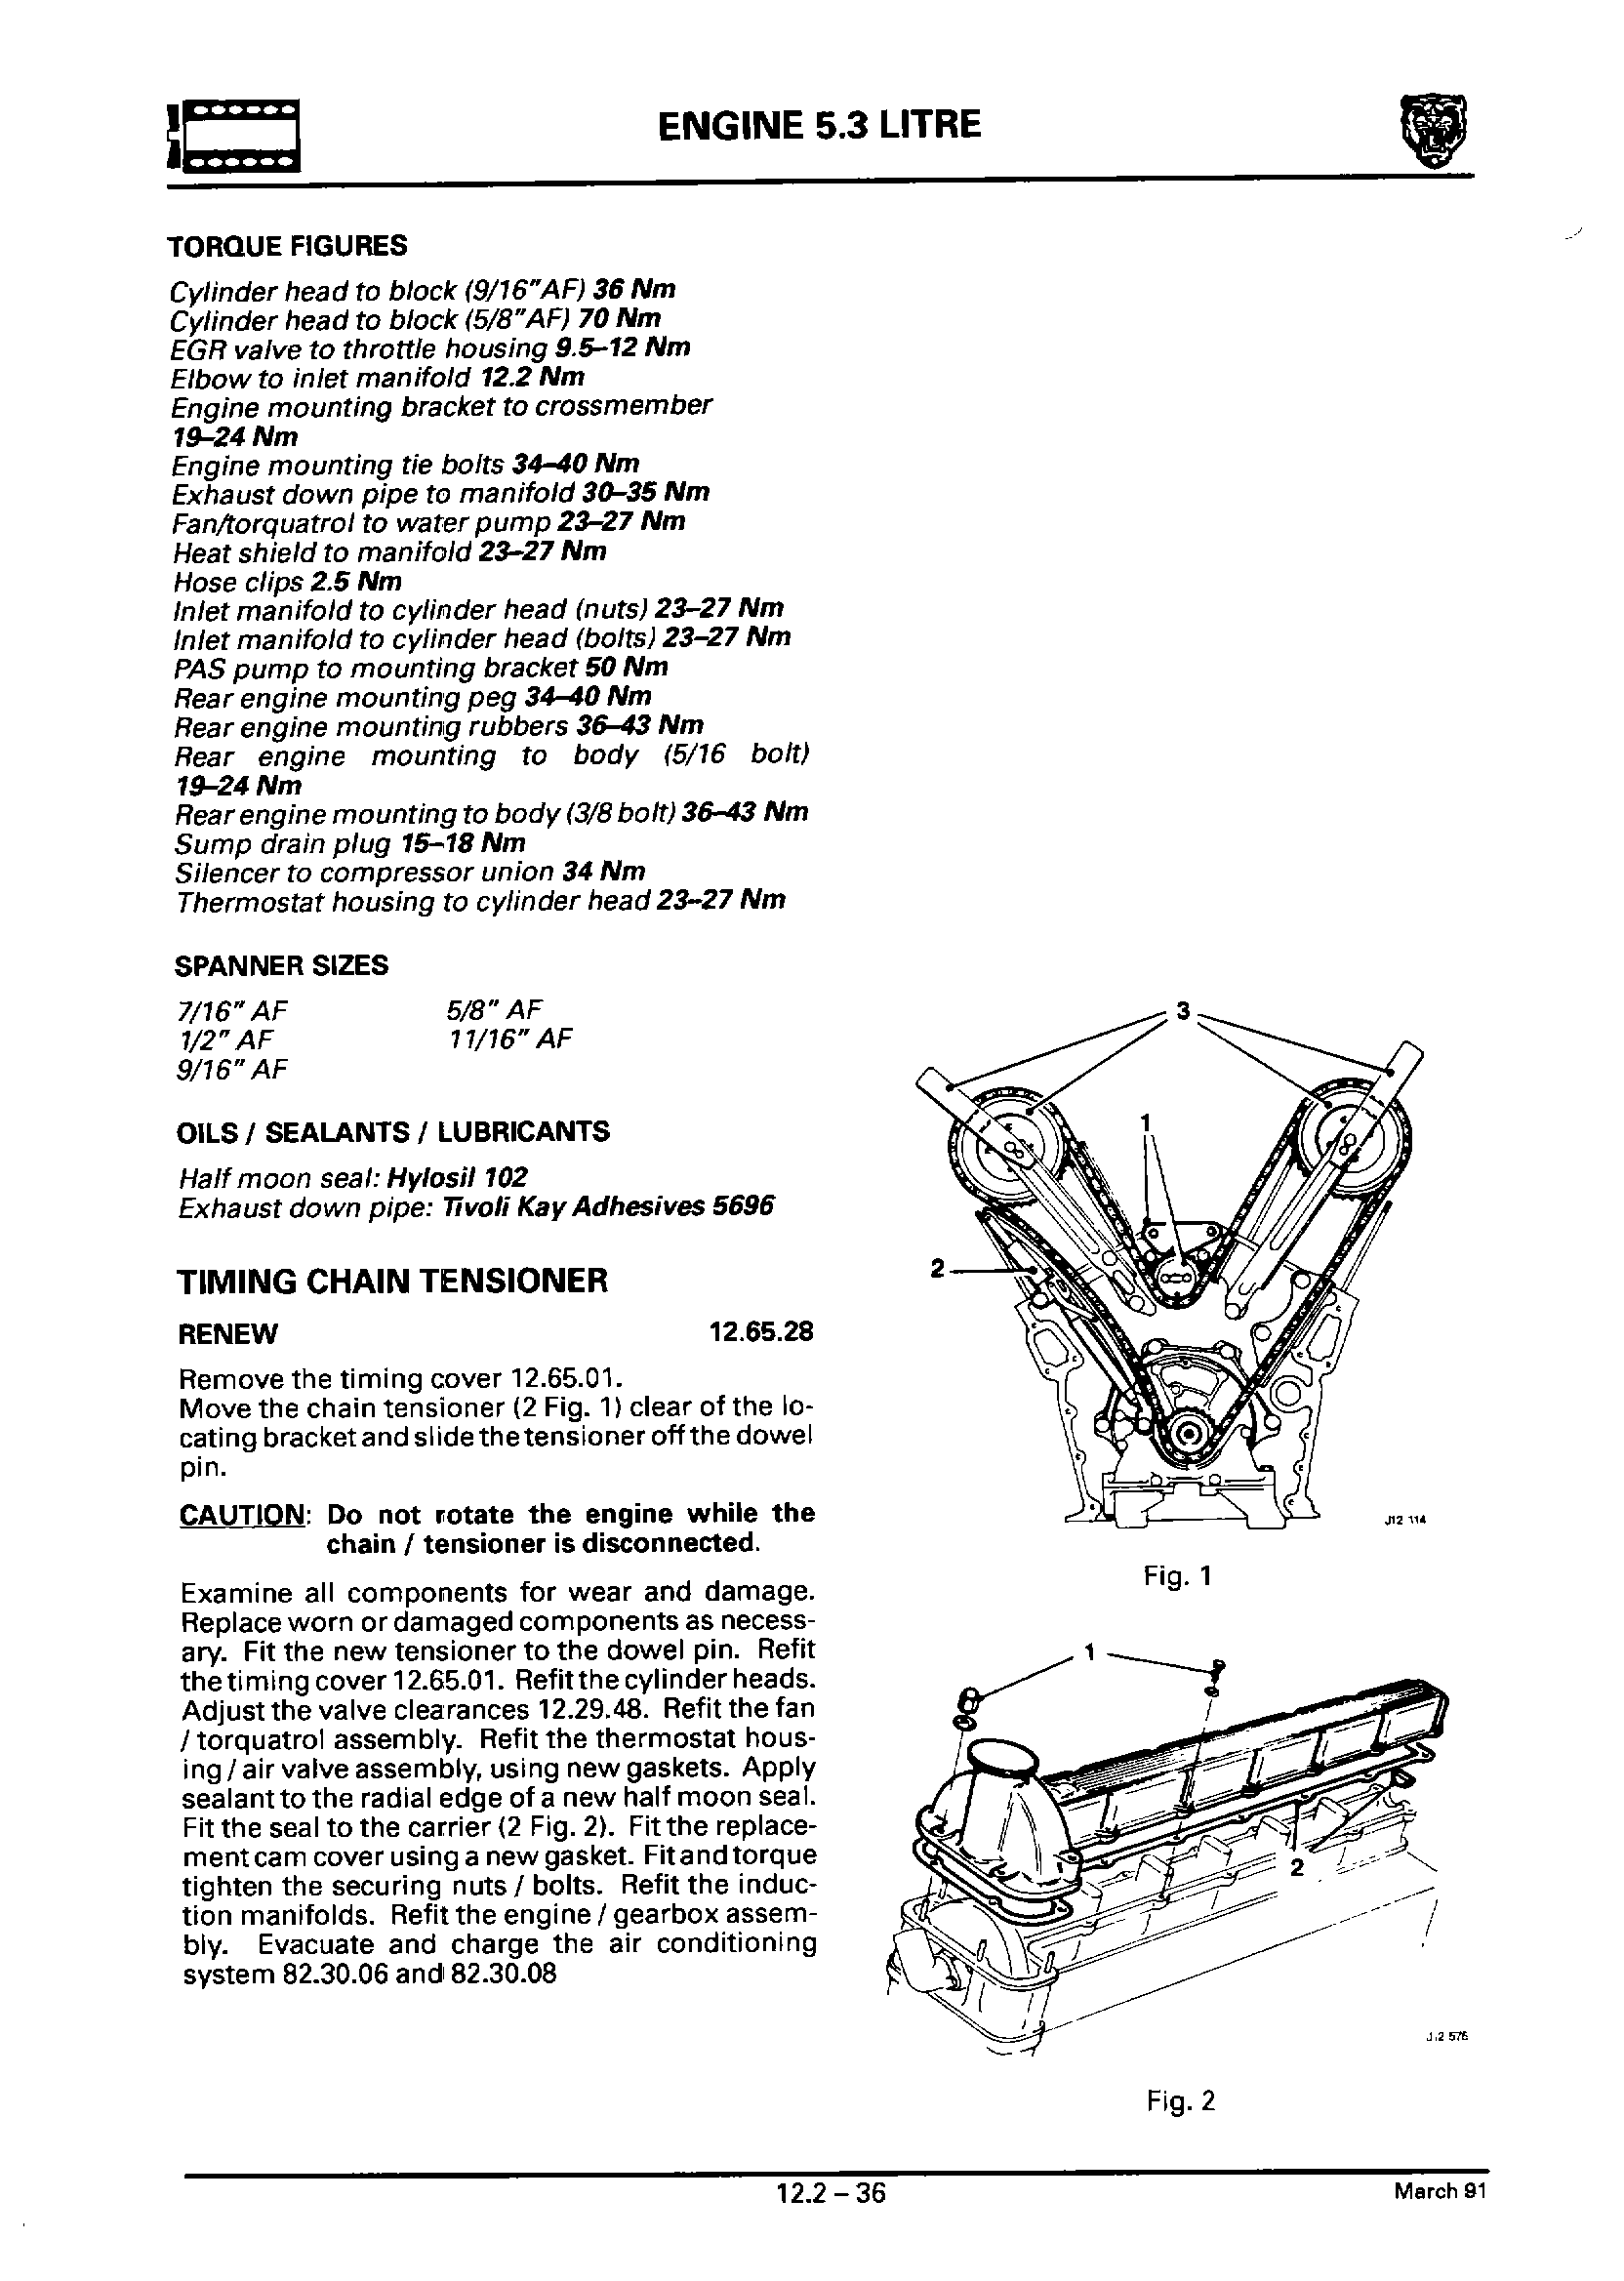 ENGINE 5.3 LITRE
TORQUE FIGURES
Cylinder head to block (9/16"AF) 36 Nm
Cylinder head to block (5/8"AF) 70 Nm
EGR valve to throttle housing 9.5–12 Nm
Elbow to inlet manifold 12.2 Nm
Engine mounting bracket to crossmember
19–24 Nm
Engine mounting tie bolts 34–40 Nm
Exhaust down pipe to manifold 30–35 Nm
Fan/torquatrol to water pump 23–27 Nm
Heat shield to manifold 23–27 Nm
Hose clips 2.5 Nm
Inlet manifold to cylinder head (nuts) 23–27 Nm
Inlet manifold to cylinder head (bolts) 23–27 Nm
PAS pump to mounting bracket 50 Nm
Rear engine mounting peg 34–40 Nm
Rear engine mounting rubbers 36–43 Nm
Rear engine mounting to body (5/16 bolt)
19–24 Nm
Rear engine mounting to body (3/8 bolt) 36–43 Nm
Sump drain plug 15–18 Nm
Silencer to compressor union 34 Nm
Thermostat housing to cylinder head 23–27 Nm
SPANNER SIZES
7/16" AF 5/8" AF
1/2" AF 11/16" AF
9/16" AF
OILS / SEALANTS / LUBRICANTS
Half moon seal: Hylosil 102
Exhaust down pipe: Tivoli Kay Adhesives 5696
TIMING CHAIN TENSIONER
RENEW 12.65.28
Remove the timing cover 12.65.01.
Move the chain tensioner (2 Fig. 1) clear of the lo-
cating bracket and slide the tensioner off the dowel
pin.
CAUTION: Do not rotate the engine while the
chain / tensioner is disconnected.
Examine all components for wear and damage.
Replace worn or damaged components as necess-
ary. Fit the new tensioner to the dowel pin. Refit
the timing cover 12.65.01. Refit the cylinder heads.
Adjust the valve clearances 12.29.48. Refit the fan
/ torquatrol assembly. Refit the thermostat hous-
ing / air valve assembly, using new gaskets. Apply
sealant to the radial edge of a new half moon seal.
Fit the seal to the carrier (2 Fig. 2). Fit the replace-
ment cam cover using a new gasket. Fit and torque
tighten the securing nuts / bolts. Refit the induc-
tion manifolds. Refit the engine / gearbox assem-
bly. Evacuate and charge the air conditioning
system 82.30.06 and 82.30.08
3
1
2
J12 114
Fig. 1
1
2
J12 576
Fig. 2
12.2 – 36
March 91